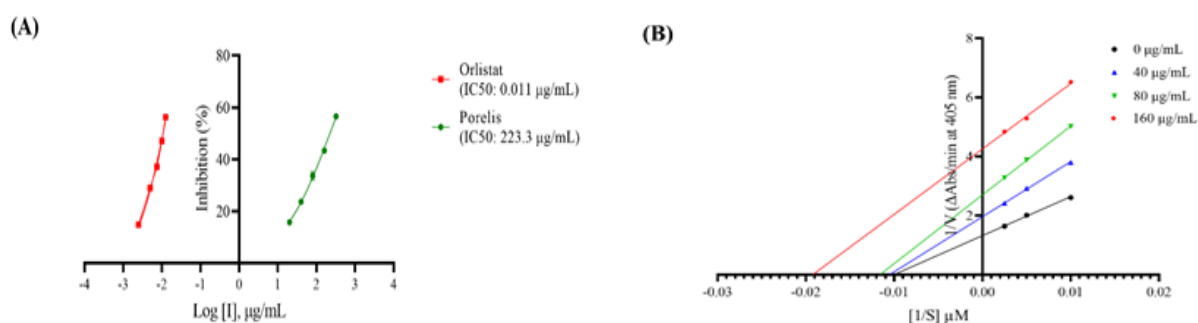 (A)
80
60
40
20
Inhibition (%)
-4 -3 -2 -1 0 1 2 3 4
Log [I], µg/mL
Orlistat
(IC50: 0.011 µg/mL)
Porelis
(IC50: 223.3 µg/mL)
(B)
8
6
4
2
1/V (ΔAbs/min at 405 nm)
-0.03 -0.02 -0.01 0.00 0.01 0.02
[1/S] µM
0 µg/mL
40 µg/mL
80 µg/mL
160 µg/mL